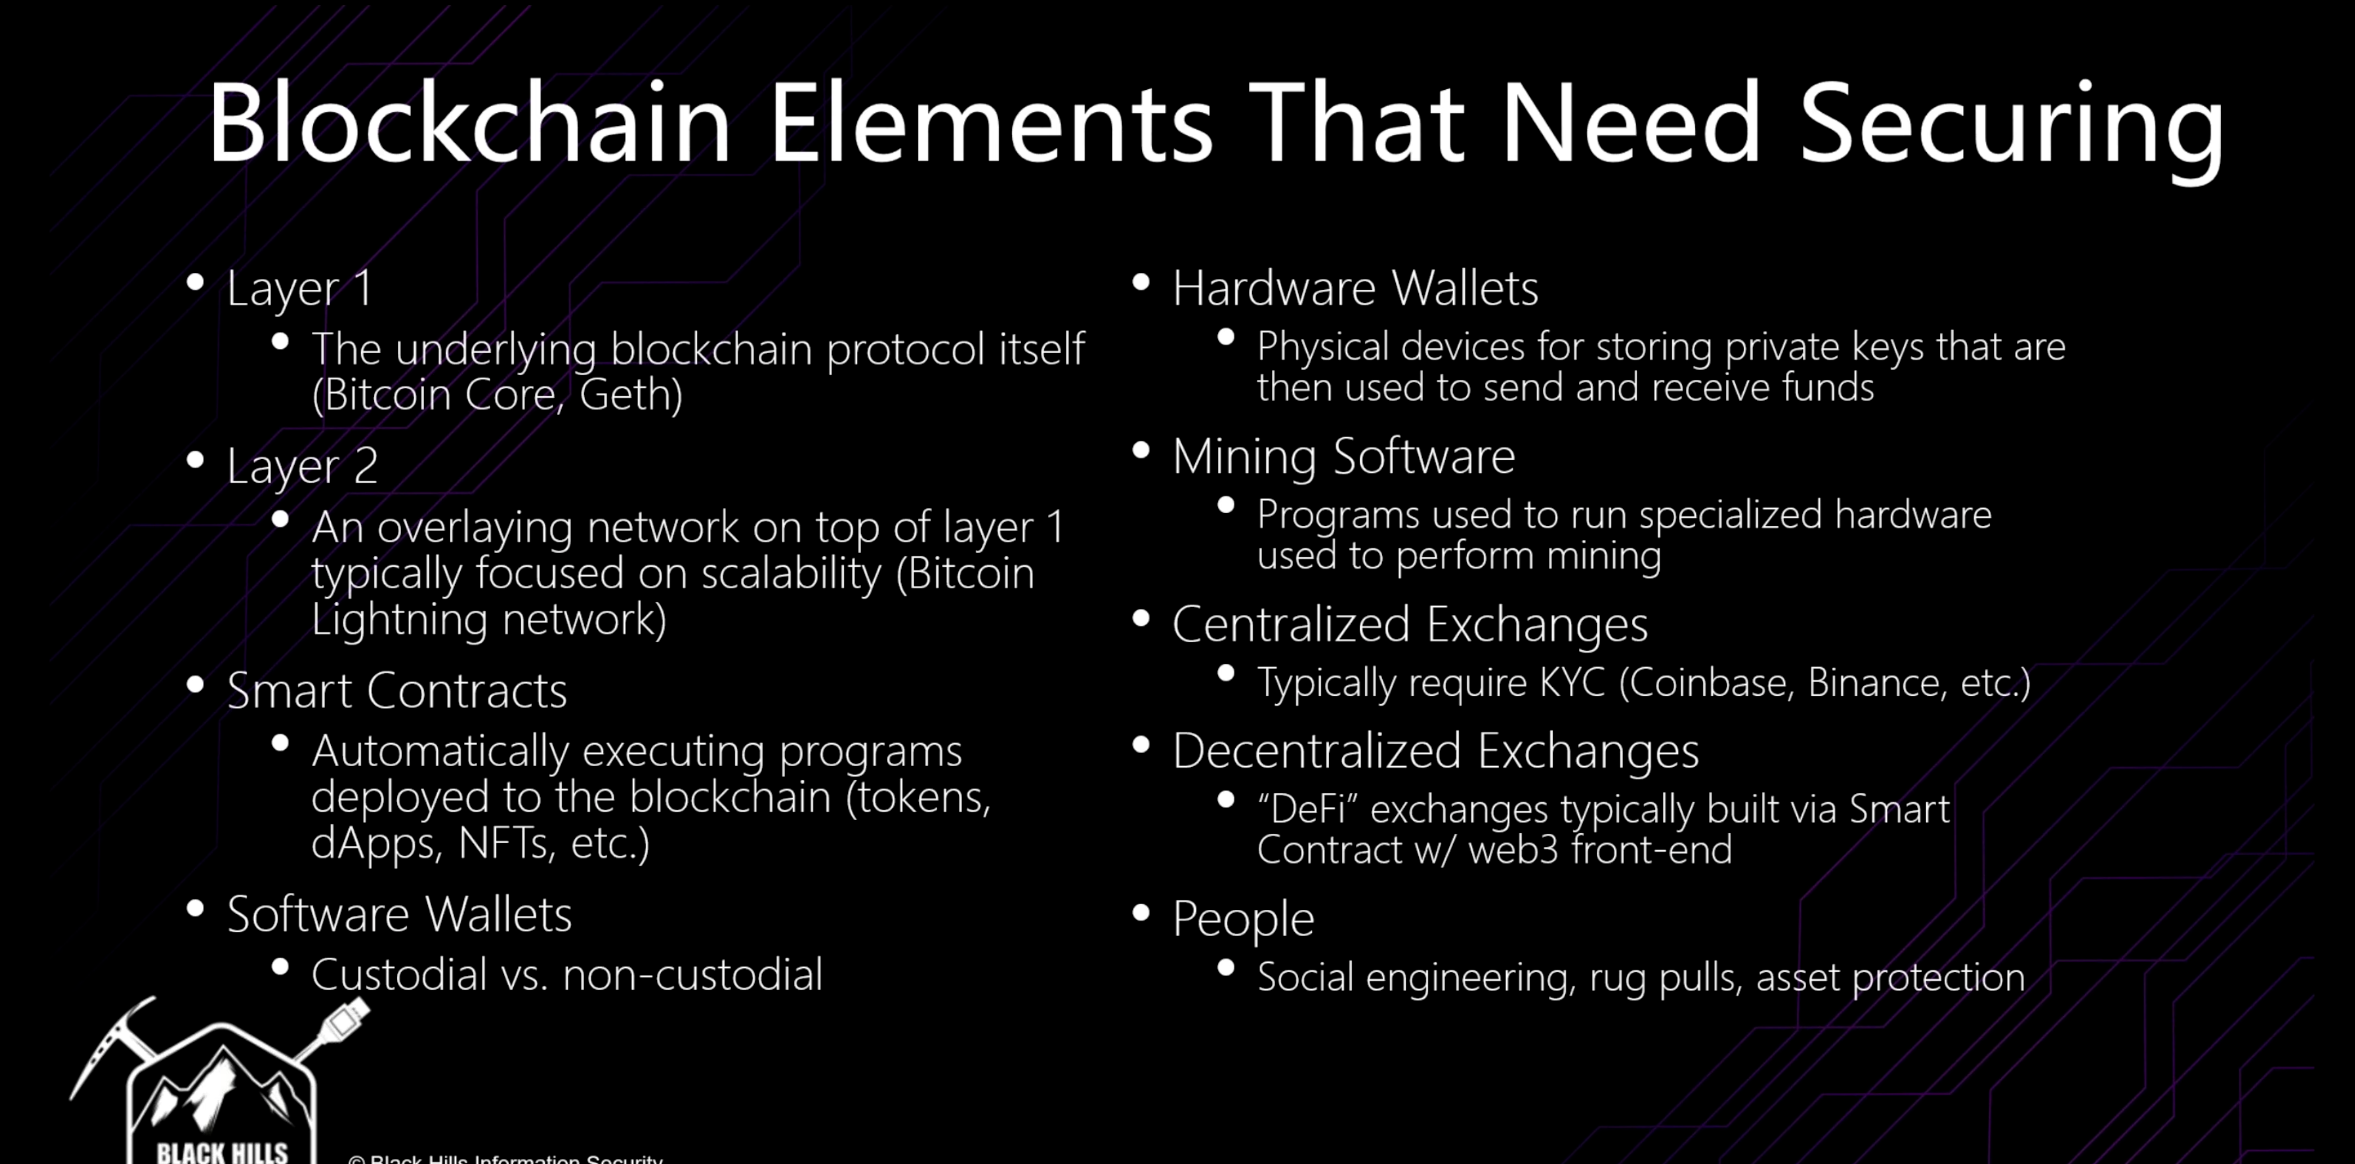 Blockchain Elements That Need Securing
• Layer 1
• The underlying blockchain protocol itself
(Bitcoin Core, Geth)
• Layer 2
• An overlaying network on top of layer 1
typically focused on scalability (Bitcoin
Lightning network)
• Smart Contracts
• Automatically executing programs
deployed to the blockchain (tokens,
dApps, NFTs, etc.)
• Software Wallets
• Custodial vs. non-custodial
• Hardware Wallets
• Physical devices for storing private keys that are
then used to send and receive funds
• Mining Software
• Programs used to run specialized hardware
used to perform mining
• Centralized Exchanges
• Typically require KYC (Coinbase, Binance, etc.)
• Decentralized Exchanges
• “DeFi” exchanges typically built via Smart
Contract w/ web3 front-end
• People
• Social engineering, rug pulls, asset protection
BLACK HILLS
© Black Hills Information Security